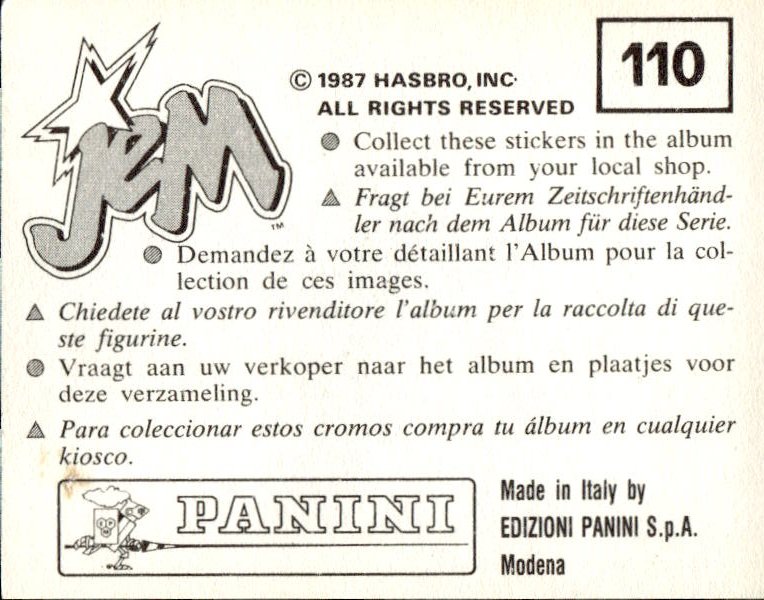 jem
™
© 1987 HASBRO, INC.
ALL RIGHTS RESERVED
110
Collect these stickers in the album
available from your local shop.
Fragt bei Eurem Zeitschriftenhänd-
ler nach dem Album für diese Serie.
Demandez à votre détaillant l'Album pour la col-
lection de ces images.
Chiedete al vostro rivenditore l'album per la raccolta di que-
ste figurine.
Vraagt aan uw verkoper naar het album en plaatjes voor
deze verzameling.
Para coleccionar estos cromos compra tu álbum en cualquier
kiosco.
PANINI
Made in Italy by
EDIZIONI PANINI S.p.A.
Modena